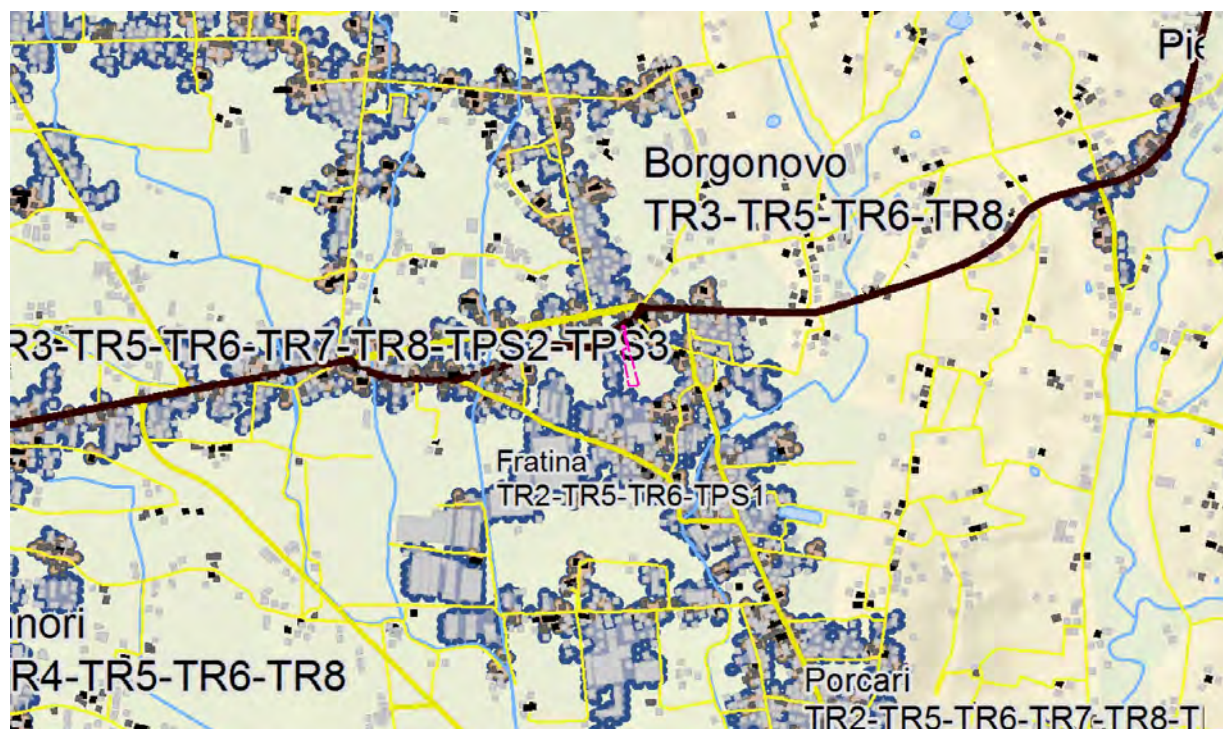 Pie
Borgonovo
TR3-TR5-TR6-TR8
R3-TR5-TR6-TR7-TR8-TPS2-TPS3
Fratina
TR2-TR5-TR6-TPS1
nnori
R4-TR5-TR6-TR8
Porcari
TR2-TR5-TR6-TR7-TR8-T